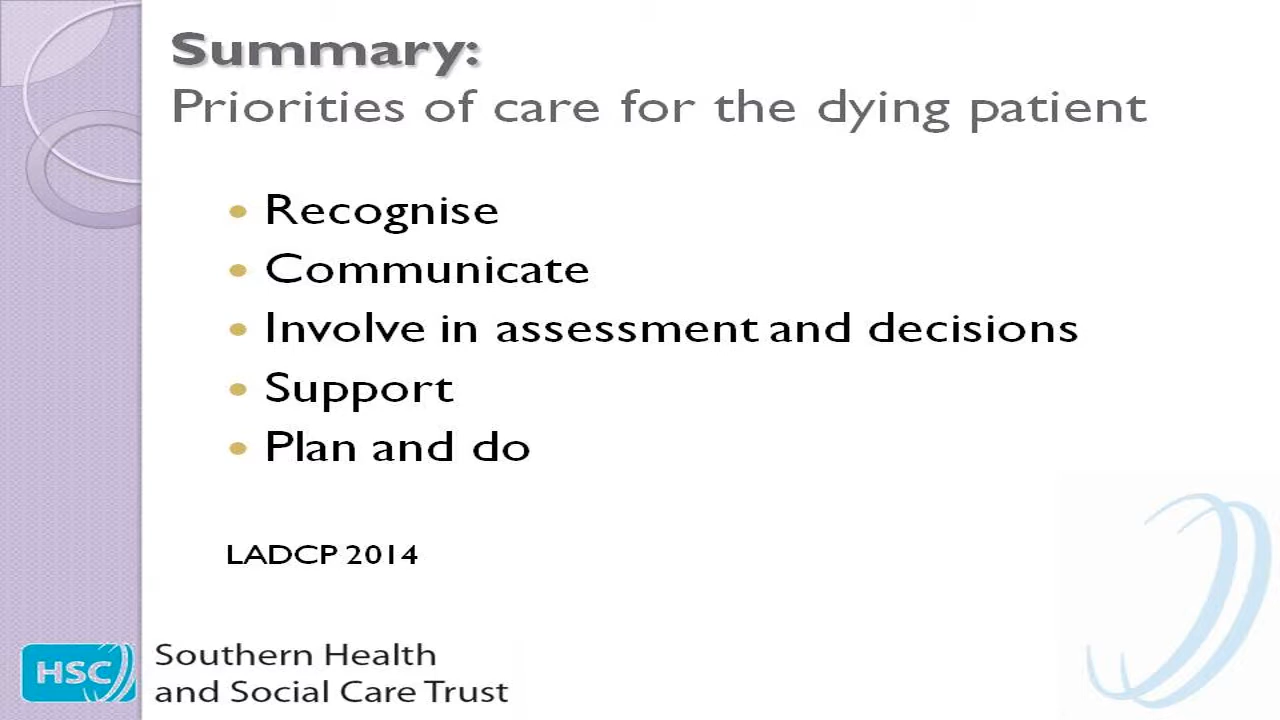 Summary:
Priorities of care for the dying patient
• Recognise
• Communicate
• Involve in assessment and decisions
• Support
• Plan and do
LADCP 2014
HSC
Southern Health
and Social Care Trust